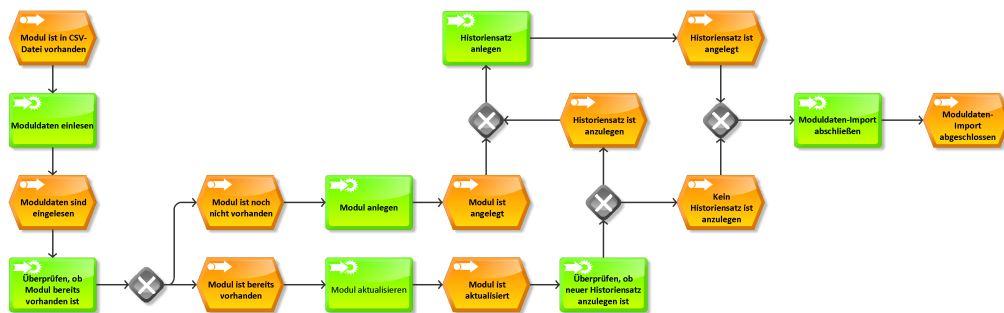 Modul ist in CSV-
Datei vorhanden
Moduldaten einlesen
Moduldaten sind
eingelesen
Überprüfen, ob
Modul bereits
vorhanden ist
Modul ist noch
nicht vorhanden
Modul anlegen
Modul ist
angelegt
Modul ist bereits
vorhanden
Modul aktualisieren
Modul ist
aktualisiert
Überprüfen, ob
neuer Historiensatz
anzulegen ist
Historiensatz ist
anzulegen
Kein
Historiensatz ist
anzulegen
Historiensatz
anlegen
Historiensatz ist
angelegt
Moduldaten-Import
abschließen
Moduldaten-
Import
abgeschlossen